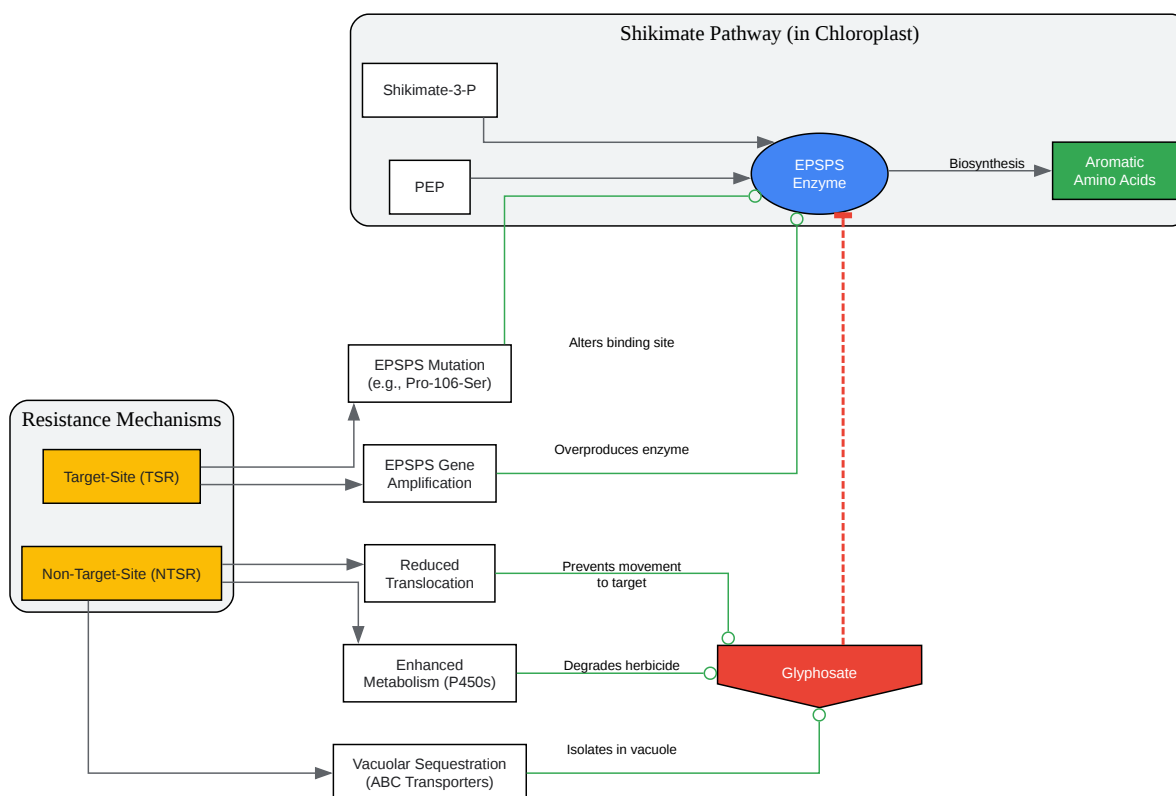 Shikimate Pathway (in Chloroplast)
Shikimate-3-P
PEP
EPSPS
Enzyme
Biosynthesis
Aromatic
Amino Acids
EPSPS Mutation
(e.g., Pro-106-Ser)
Alters binding site
Resistance Mechanisms
Target-Site (TSR)
EPSPS Gene
Amplification
Overproduces enzyme
Non-Target-Site (NTSR)
Reduced
Translocation
Prevents movement
to target
Enhanced
Metabolism (P450s)
Degrades herbicide
Glyphosate
Vacuolar Sequestration
(ABC Transporters)
Isolates in vacuole